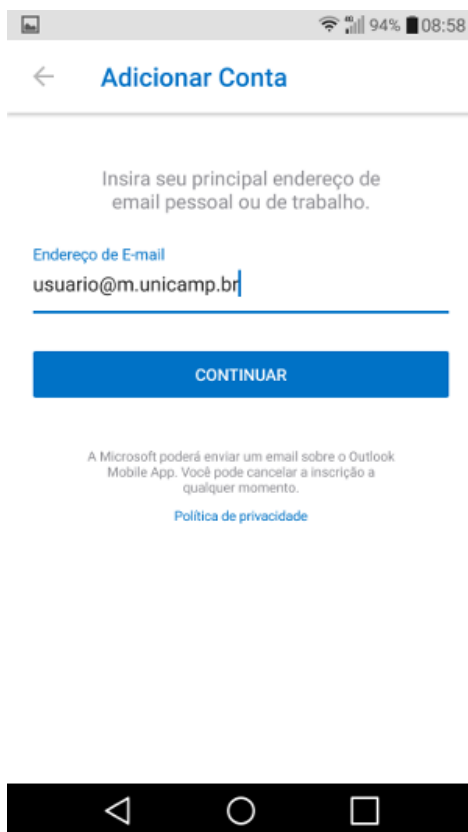 94% 08:58
Adicionar Conta
Insira seu principal endereço de
email pessoal ou de trabalho.
Endereço de E-mail
usuario@m.unicamp.br
CONTINUAR
A Microsoft poderá enviar um email sobre o Outlook
Mobile App. Você pode cancelar a inscrição a
qualquer momento.
Política de privacidade